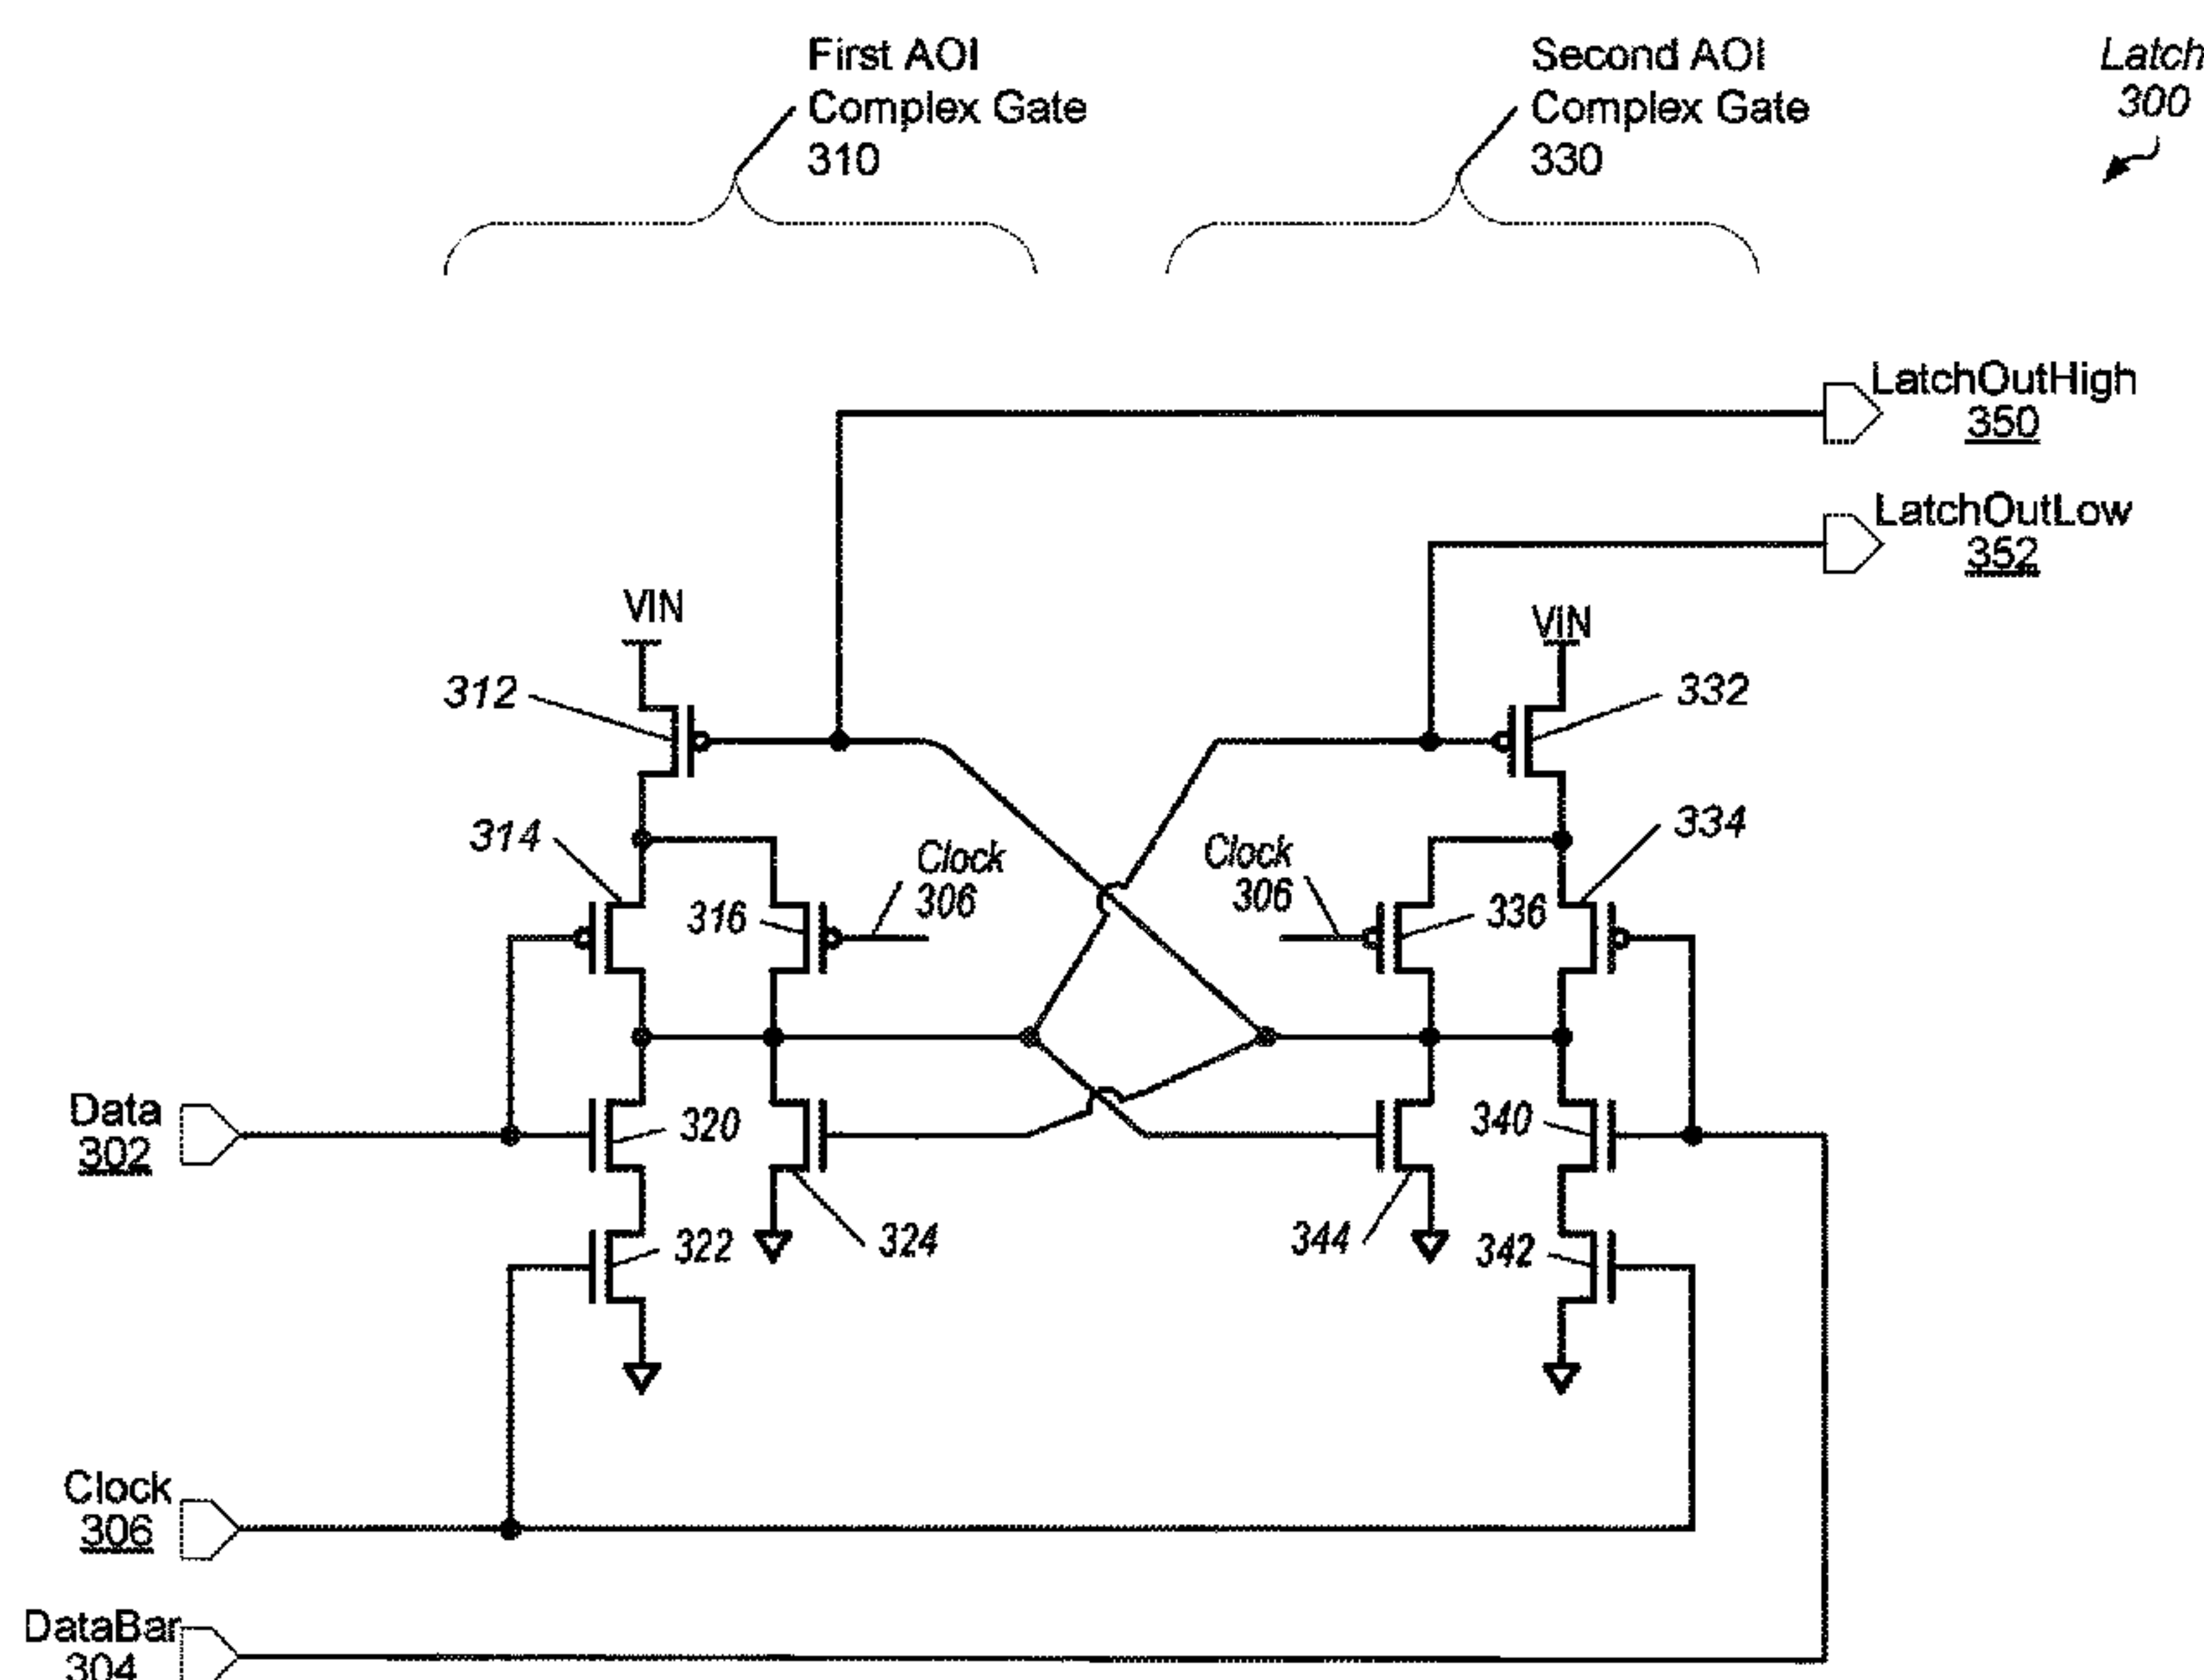 First AOI
Complex Gate
310
Second AOI
Complex Gate
330
Latch
300
LatchOutHigh
350
LatchOutLow
352
VIN
VIN
312
332
314
334
Clock
306
Clock
306
316
336
Data
302
320
340
322
324
344
342
Clock
306
DataBar
304